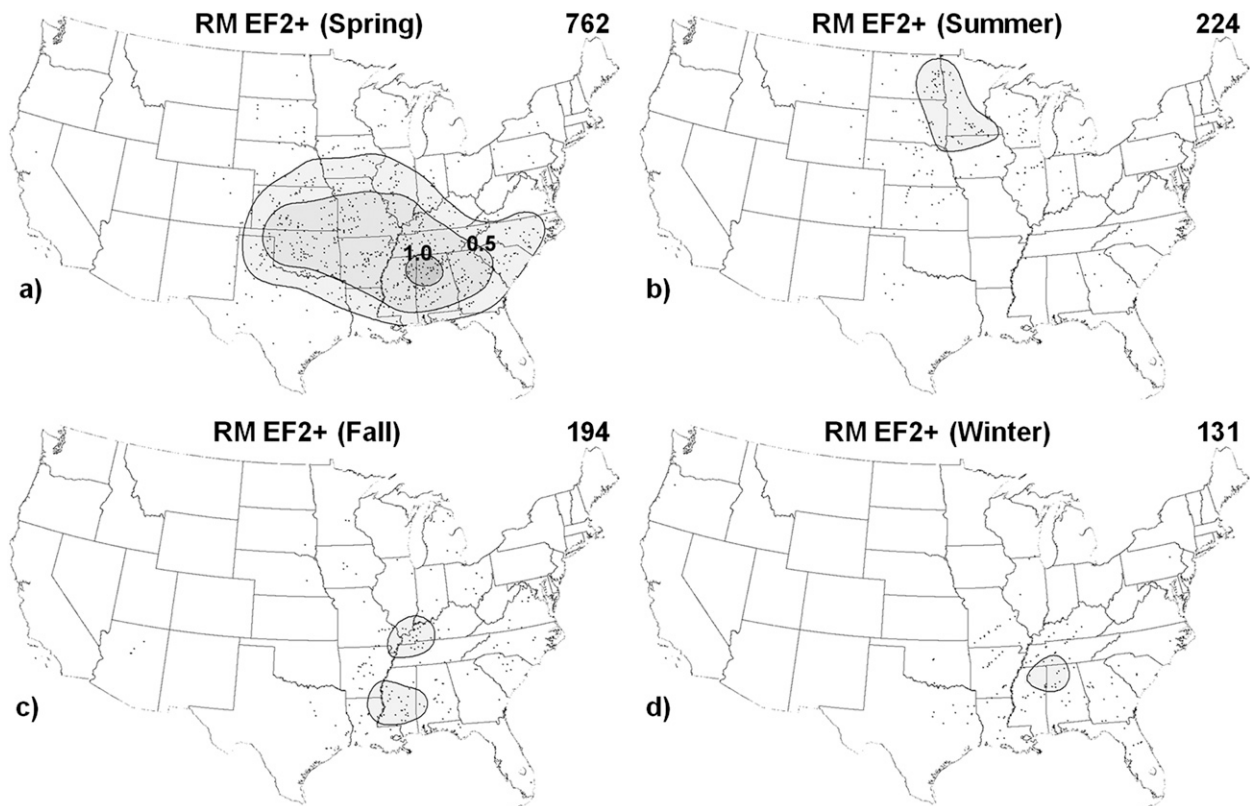 RM EF2+ (Spring) 762
1.0 0.5
a)
RM EF2+ (Summer) 224
b)
RM EF2+ (Fall) 194
c)
RM EF2+ (Winter) 131
d)